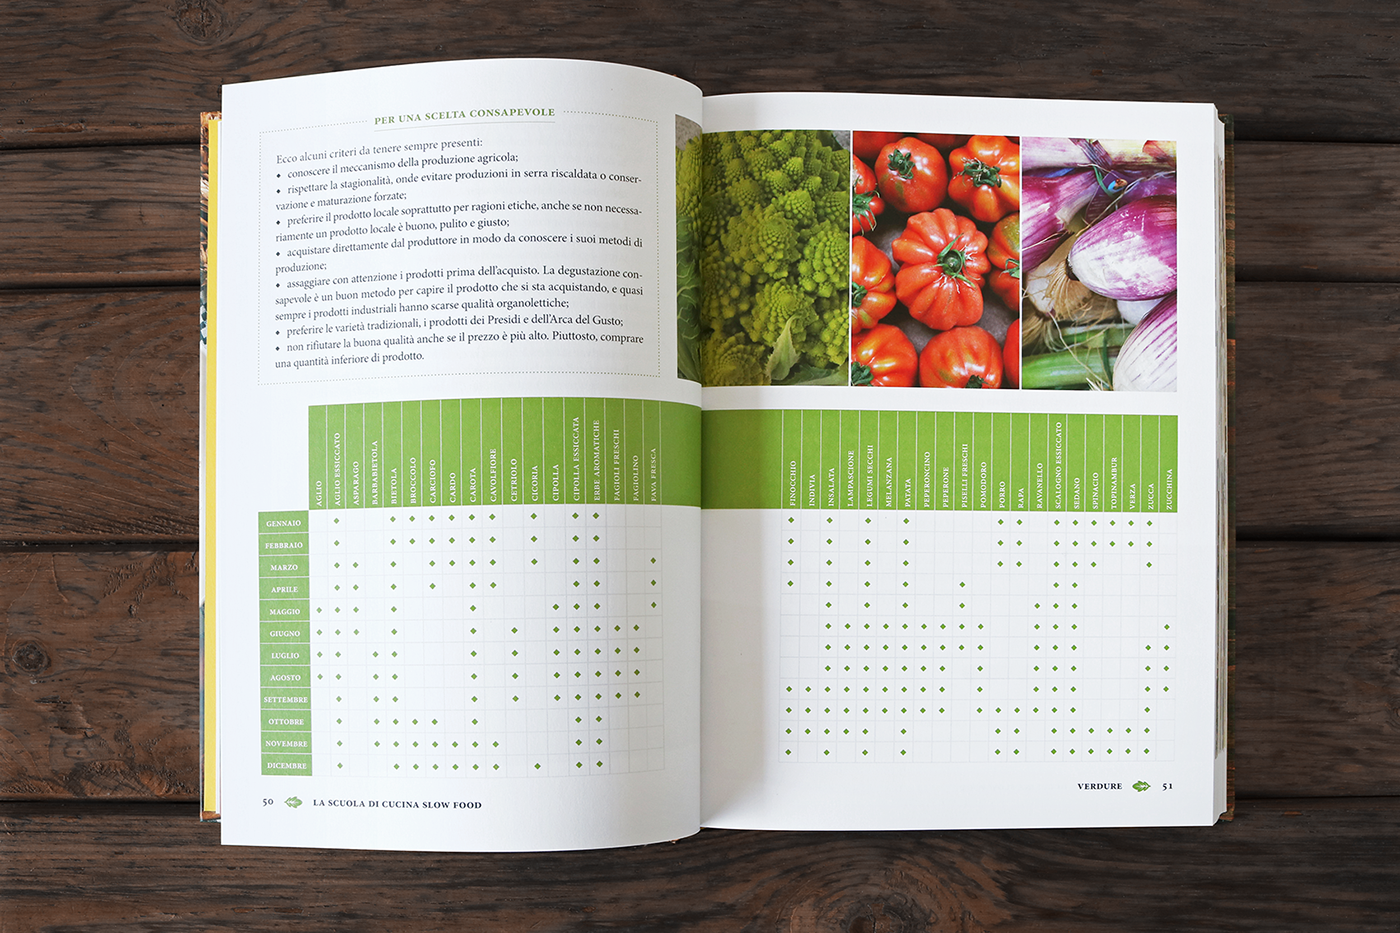 PER UNA SCELTA CONSAPEVOLE
Ecco alcuni criteri da tenere sempre presenti:
• conoscere il meccanismo della produzione agricola;
• rispettare la stagionalità, onde evitare produzioni in serra riscaldata o conser-
vazione e maturazione forzate;
• preferire il prodotto locale soprattutto per ragioni etiche, anche se non necessa-
riamente un prodotto locale è buono, pulito e giusto;
• acquistare direttamente dal produttore in modo da conoscere i suoi metodi di
produzione;
• assaggiare con attenzione i prodotti prima dell'acquisto. La degustazione con-
sapevole è un buon metodo per capire il prodotto che si sta acquistando, e quasi
sempre i prodotti industriali hanno scarse qualità organolettiche;
• preferire le varietà tradizionali, i prodotti dei Presìdi e dell'Arca del Gusto;
• non rifiutare la buona qualità anche se il prezzo è più alto. Piuttosto, comprare
una quantità inferiore di prodotto.
AGLIO
AGLIO ESSICCATO
ASPARAGO
BARBABIETOLA
BIETOLA
BROCCOLO
CARCIOFO
CARDO
CAROTA
CAVOLFIORE
CETRIOLO
CICORIA
CIPOLLA
CIPOLLA ESSICCATA
ERBE AROMATICHE
FAGIOLI FRESCHI
FAGIOLINO
FAVA FRESCA
GENNAIO
FEBBRAIO
MARZO
APRILE
MAGGIO
GIUGNO
LUGLIO
AGOSTO
SETTEMBRE
OTTOBRE
NOVEMBRE
DICEMBRE
50 LA SCUOLA DI CUCINA SLOW FOOD
FINOCCHIO
INDIVIA
INSALATA
LAMPASCIONE
LEGUMI SECCHI
MELANZANA
PATATA
PEPERONCINO
PEPERONE
PISELLI FRESCHI
POMODORO
PORRO
RAPA
RAVANELLO
SCALOGNO ESSICCATO
SEDANO
SPINACIO
TOPINAMBUR
VERZA
ZUCCA
ZUCCHINA
VERDURE 51